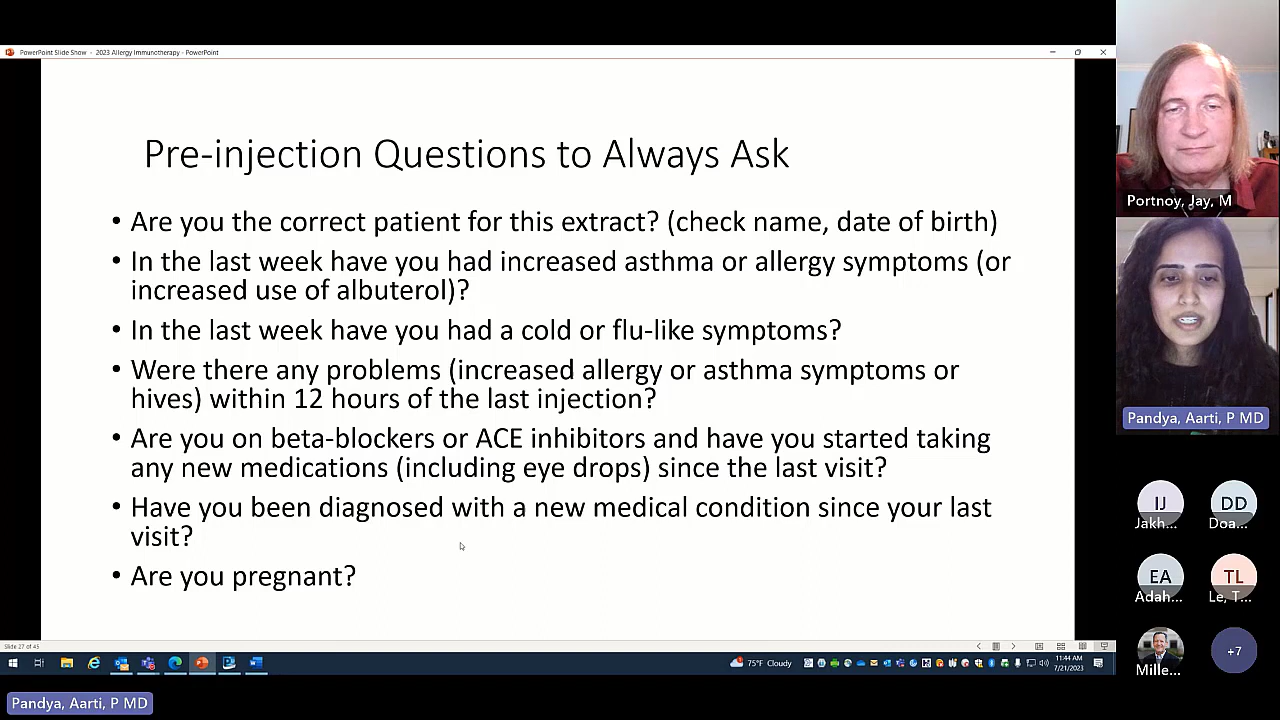 PowerPoint Slide Show - 2023 Allergy Immunotherapy - PowerPoint
Pre-injection Questions to Always Ask
• Are you the correct patient for this extract? (check name, date of birth)
• In the last week have you had increased asthma or allergy symptoms (or
increased use of albuterol)?
• In the last week have you had a cold or flu-like symptoms?
• Were there any problems (increased allergy or asthma symptoms or
hives) within 12 hours of the last injection?
• Are you on beta-blockers or ACE inhibitors and have you started taking
any new medications (including eye drops) since the last visit?
• Have you been diagnosed with a new medical condition since your last
visit?
• Are you pregnant?
Slide 27 of 45
75°F Cloudy
11:44 AM
7/21/2023
Pandya, Aarti, P MD
Portnoy, Jay, M
Pandya, Aarti, P MD
IJ
Jakh...
DD
Doa...
EA
Adah...
TL
Le, T...
Mille...
+7